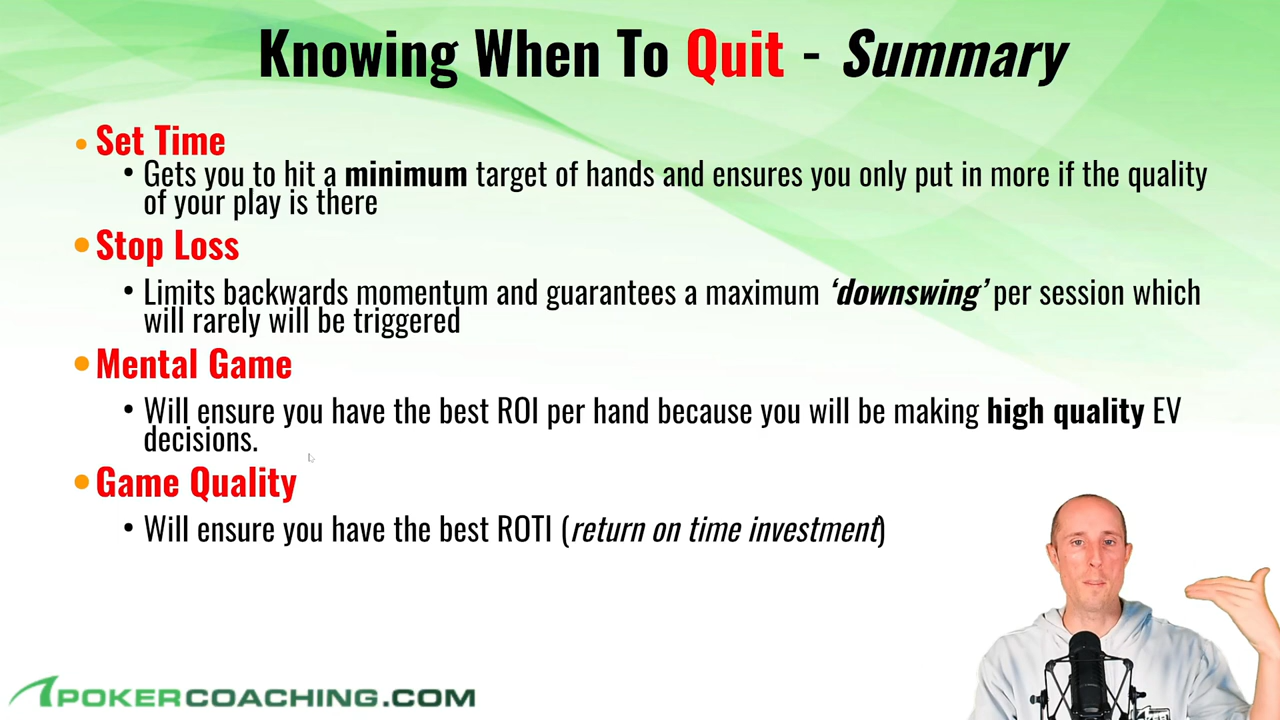 Knowing When To Quit - Summary
• Set Time
• Gets you to hit a minimum target of hands and ensures you only put in more if the quality
of your play is there
• Stop Loss
• Limits backwards momentum and guarantees a maximum ‘downswing’ per session which
will rarely will be triggered
• Mental Game
• Will ensure you have the best ROI per hand because you will be making high quality EV
decisions.
• Game Quality
• Will ensure you have the best ROTI (return on time investment)
POKERCOACHING.COM